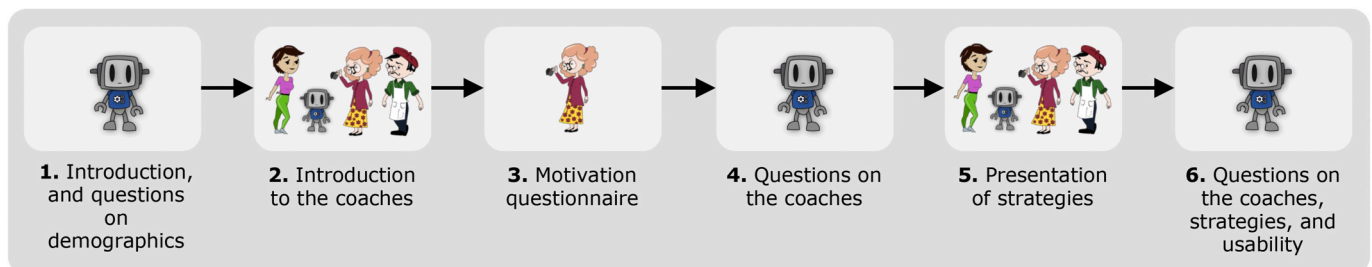 1. Introduction,
and questions
on
demographics
2. Introduction
to the coaches
3. Motivation
questionnaire
4. Questions on
the coaches
5. Presentation
of strategies
6. Questions on
the coaches,
strategies, and
usability